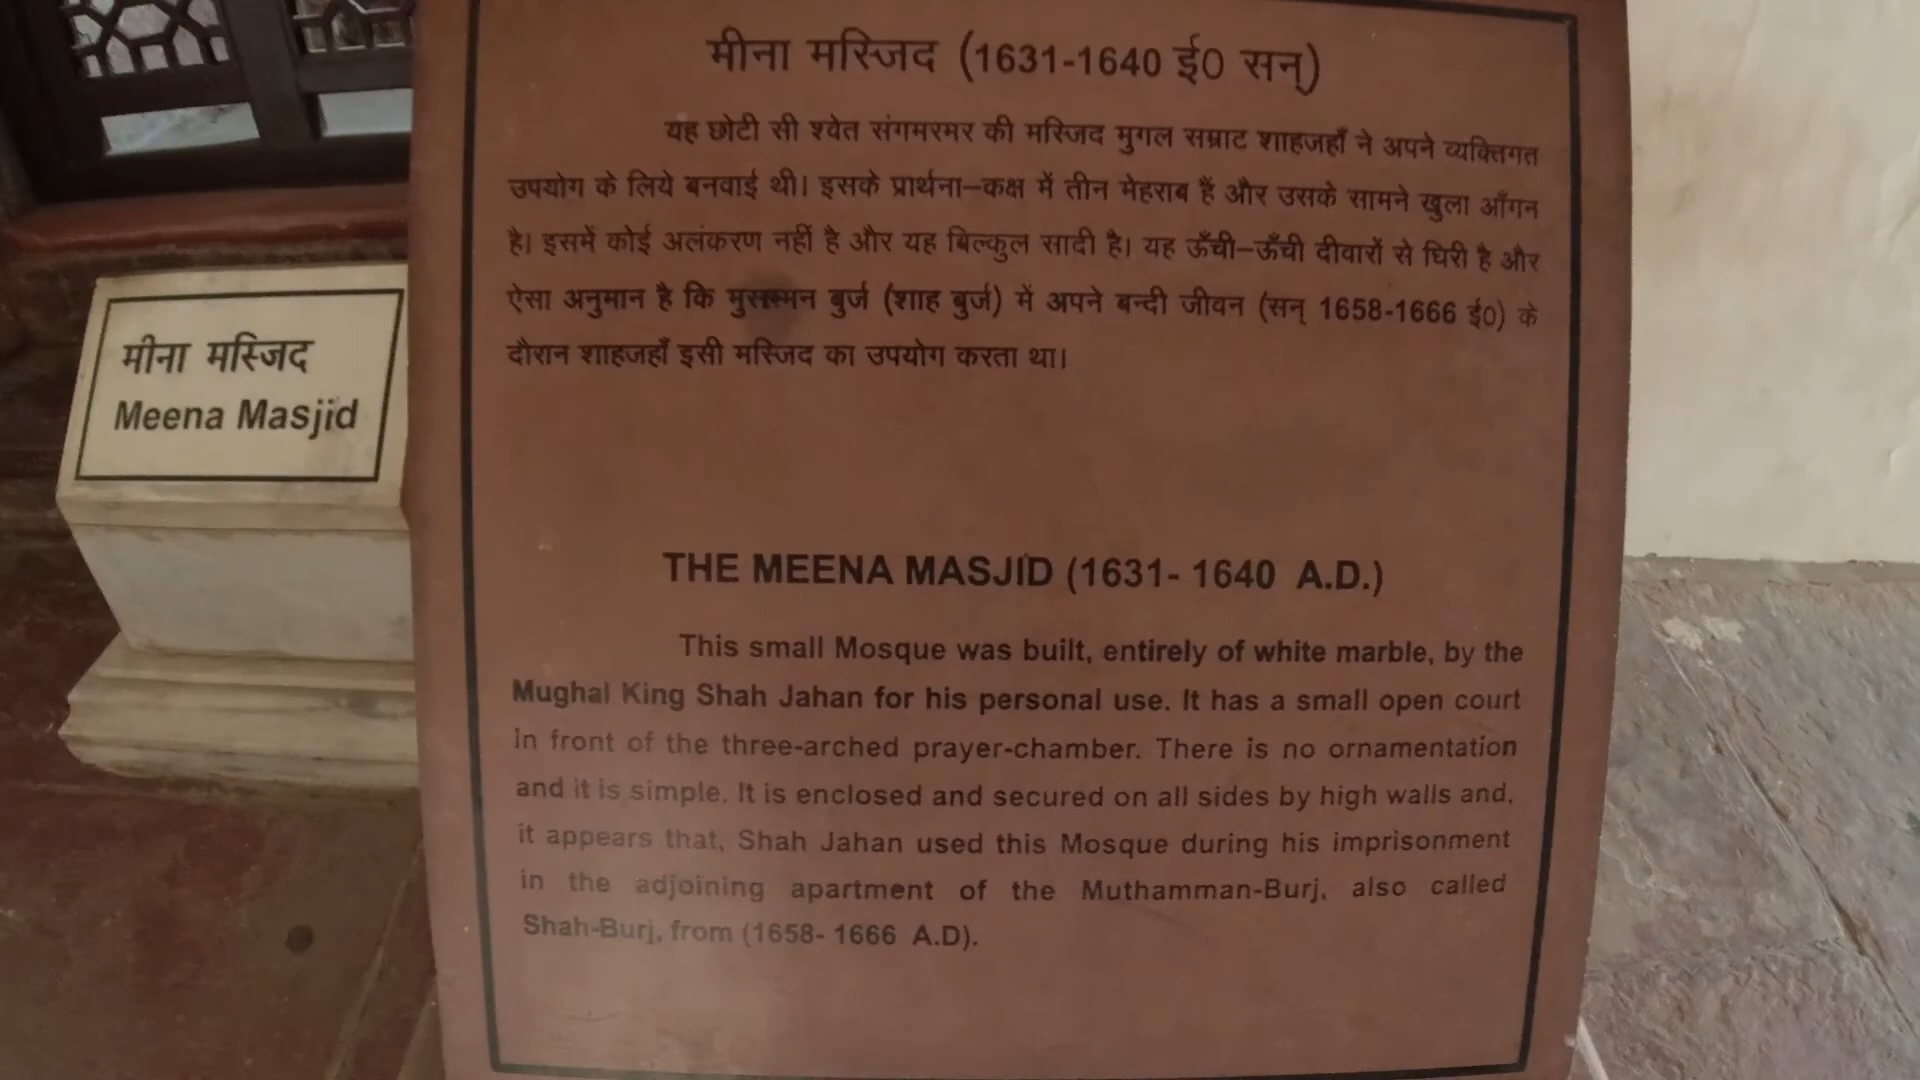 मीना मस्जिद (1631-1640 ई0 सन्)
यह छोटी सी श्वेत संगमरमर की मस्जिद मुगल सम्राट शाहजहाँ ने अपने व्यक्तिगत
उपयोग के लिये बनवाई थी। इसके प्रार्थना–कक्ष में तीन मेहराब हैं और उसके सामने खुला आँगन
है। इसमें कोई अलंकरण नहीं है और यह बिल्कुल सादी है। यह ऊँची–ऊँची दीवारों से घिरी है और
ऐसा अनुमान है कि मुसम्मन बुर्ज (शाह बुर्ज) में अपने बन्दी जीवन (सन् 1658-1666 ई0) के
दौरान शाहजहाँ इसी मस्जिद का उपयोग करता था।
मीना मस्जिद
Meena Masjid
THE MEENA MASJID (1631- 1640 A.D.)
This small Mosque was built, entirely of white marble, by the
Mughal King Shah Jahan for his personal use. It has a small open court
in front of the three-arched prayer-chamber. There is no ornamentation
and it is simple. It is enclosed and secured on all sides by high walls and,
it appears that, Shah Jahan used this Mosque during his imprisonment
in the adjoining apartment of the Muthamman-Burj, also called
Shah-Burj, from (1658- 1666 A.D).